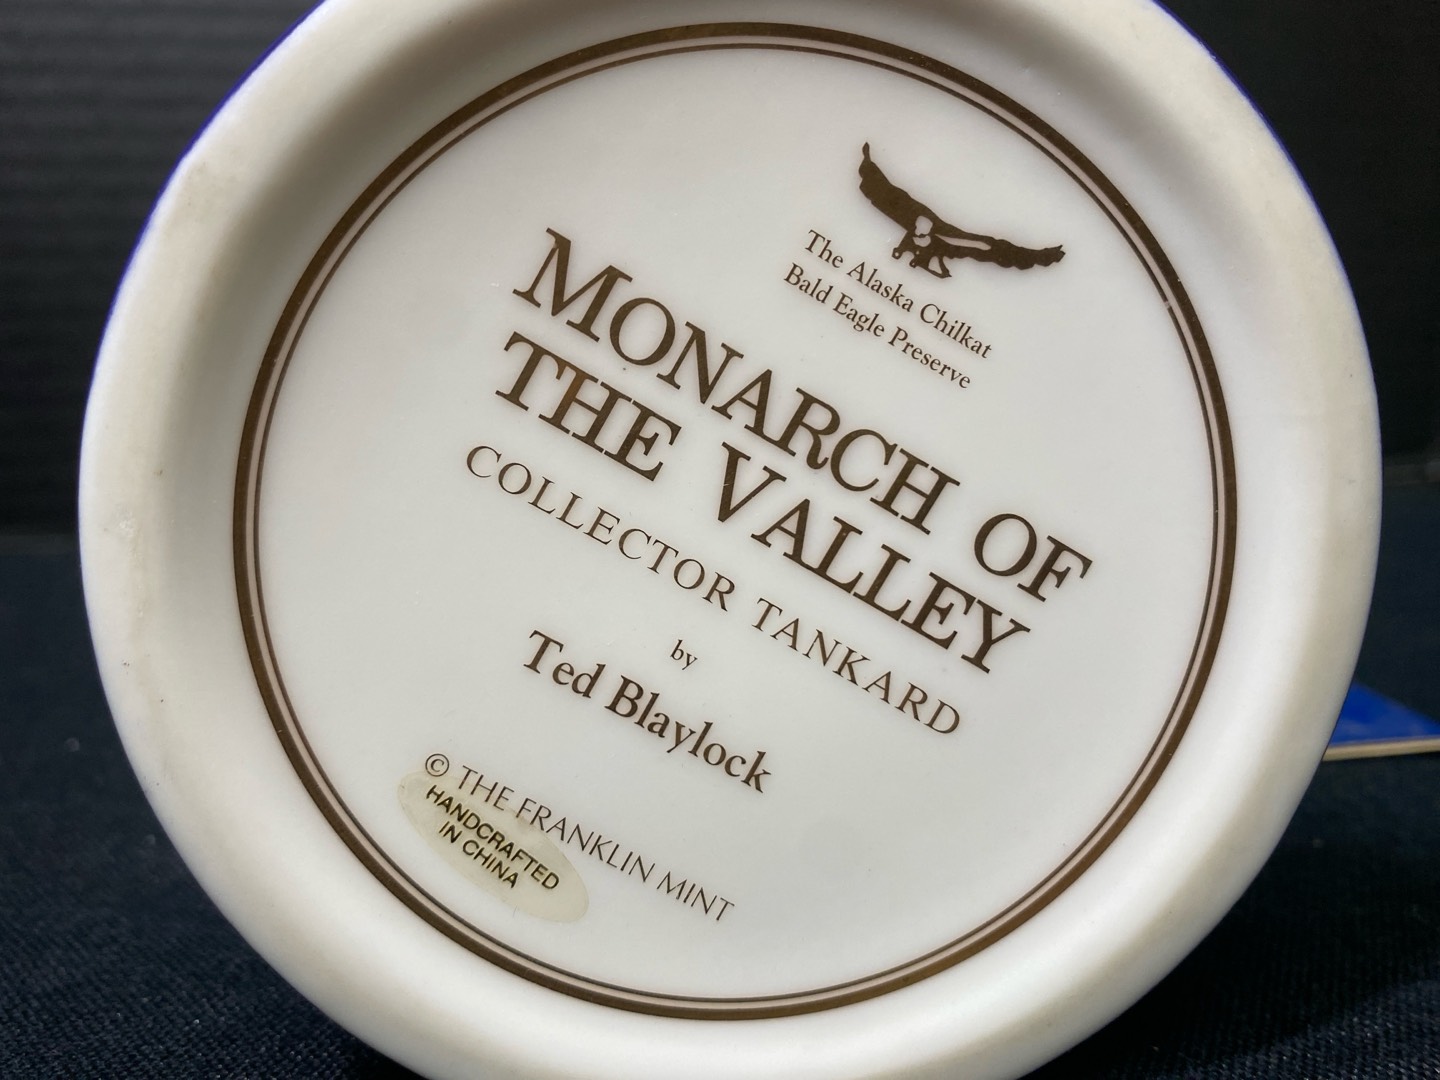 The Alaska Chilkat
Bald Eagle Preserve
MONARCH OF
THE VALLEY
COLLECTOR TANKARD
by
Ted Blaylock
© THE FRANKLIN MINT
HANDCRAFTED
IN CHINA